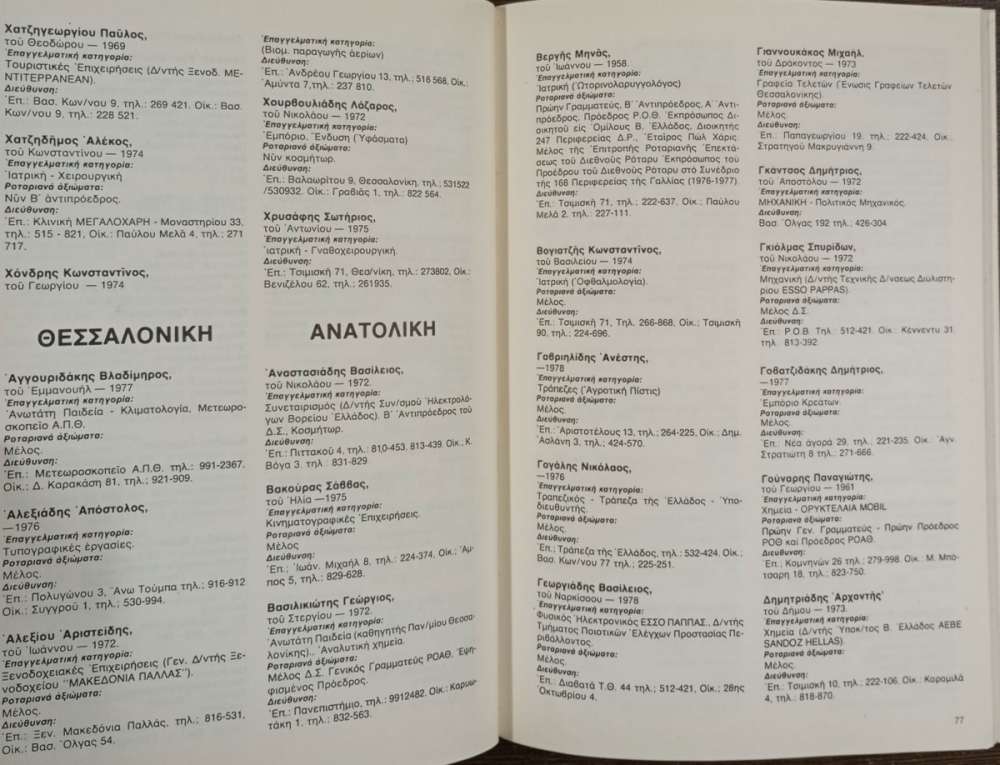 Χατζηγεωργίου Παῦλος,
τοῦ Θεοδώρου — 1969
Ἐπαγγελματική κατηγορία:
Τουριστικές Ἐπιχειρήσεις (Δ/ντής Ξενοδ. ΜΕ-
ΝΤΙΤΕΡΡΑΝΕΑΝ).
Διεύθυνση:
Ἐπ.: Βασ. Κων/νου 9, τηλ.: 269 421. Οἰκ.: Βασ.
Κων/νου 9, τηλ.: 228 521.
Χατζηδῆμος Ἀλέκος,
τοῦ Κωνσταντίνου — 1974
Ἐπαγγελματική κατηγορία:
Ἰατρική - Χειρουργική
Ροταριανά ἀξιώματα:
Νῦν Β΄ ἀντιπρόεδρος.
Διεύθυνση:
Ἐπ.: Κλινική ΜΕΓΑΛΟΧΑΡΗ - Μοναστηρίου 33,
τηλ.: 515 - 821, Οἰκ.: Παύλου Μελᾶ 4, τηλ.: 271
717.
Χόνδρης Κωνσταντῖνος,
τοῦ Γεωργίου — 1974
Ἐπαγγελματική κατηγορία:
(Βιομ. παραγωγῆς ἀερίων)
Διεύθυνση:
Ἐπ.: Ἀνδρέου Γεωργίου 13, τηλ.: 516 568, Οἰκ.:
Ἀμύντα 7,τηλ.: 237 810.
Χουρβουλιάδης Λάζαρος,
τοῦ Νικολάου — 1972
Ἐπαγγελματική κατηγορία:
Ἐμπόριο. Ἔνδυση (Ὑφάσματα)
Ροταριανά ἀξιώματα:
Νῦν κοσμήτωρ.
Διεύθυνση:
Ἐπ.: Βαλαωρίτου 9, Θεσσαλονίκη, τηλ.: 531522
/530932. Οἰκ.: Γραβιᾶς 1, τηλ.: 822 564.
Χρυσάφης Σωτήριος,
τοῦ Ἀντωνίου — 1975
Ἐπαγγελματική κατηγορία:
Ἰατρική - Γναθοχειρουργική.
Διεύθυνση:
Ἐπ.: Τσιμισκῆ 71, Θεσ/νίκη, τηλ.: 273802, Οἰκ.:
Βενιζέλου 62, τηλ.: 261935.
ΘΕΣΣΑΛΟΝΙΚΗ ΑΝΑΤΟΛΙΚΗ
Ἀγγουριδάκης Βλαδίμηρος,
τοῦ Ἐμμανουήλ — 1977
Ἐπαγγελματική κατηγορία:
Ἀνωτάτη Παιδεία - Κλιματολογία, Μετεωρο-
σκοπεῖο Α.Π.Θ.
Ροταριανά ἀξιώματα:
Μέλος.
Διεύθυνση:
Ἐπ.: Μετεωροσκοπεῖο Α.Π.Θ. τηλ.: 991-2367.
Οἰκ.: Δ. Καρακάση 81, τηλ.; 921-909.
Ἀλεξιάδης Ἀπόστολος,
—1976
Ἐπαγγελματική κατηγορία:
Τυπογραφικές ἐργασίες.
Ροταριανά ἀξιώματα:
Μέλος.
Διεύθυνση:
Ἐπ.: Πολυγώνου 3, Ἄνω Τούμπα τηλ.; 916-912
Οἰκ.: Συγγροῦ 1, τηλ.; 530-994.
Ἀλεξίου Ἀριστείδης,
τοῦ Ἰωάννου — 1972.
Ἐπαγγελματική κατηγορία:
Ξενοδοχειακές Ἐπιχειρήσεις (Γεν. Δ/ντής Ξε-
νοδοχείου "ΜΑΚΕΔΟΝΙΑ ΠΑΛΛΑΣ").
Ροταριανά ἀξιώματα:
Μέλος.
Διεύθυνση:
Ἐπ.: Ξεν. Μακεδόνια Παλλάς, τηλ.; 816-531.
Οἰκ.: Βασ. Ὄλγας 54.
Ἀναστασιάδης Βασίλειος,
τοῦ Νικολάου — 1972.
Ἐπαγγελματική κατηγορία:
Συνεταιρισμός (Δ/ντής Συν/σμοῦ Ἠλεκτρολό-
γων Βορείου Ἑλλάδος). Β΄ Ἀντιπρόεδρος τοῦ
Δ.Σ., Κοσμήτωρ.
Διεύθυνση:
Ἐπ.: Πιττακοῦ 4, τηλ.: 810,-453, 813-439. Οἰκ., Κ.
Βόγα 3. τηλ.: 831-829.
Βακούρας Σάββας,
τοῦ Ἠλία —1975
Ἐπαγγελματική κατηγορία:
Κινηματογραφικές Ἐπιχειρήσεις.
Ροταριανά ἀξιώματα:
Μέλος
Διεύθυνση:
Ἐπ.; Ἰωάν. Μιχαήλ 8, τηλ.: 224-374, Οἰκ.: Ἄμ-
πος 5, τηλ.; 829-628.
Βασιλικιώτης Γεώργιος,
τοῦ Στεργίου — 1972.
Ἐπαγγελματική κατηγορία:
Ἀνωτάτη Παιδεία (καθηγητής Παν/μίου Θεσσα-
λονίκης)., Ἀναλυτική χημεία.
Ροταριανά ἀξιώματα:
Μέλος Δ.Σ. Γενικός Γραμματεύς ΡΟΑΘ. Ἐψη-
φισμένος Πρόεδρος.
Διεύθυνση:
Ἐπ.: Πανεπιστήμιο, τηλ.; 9912482. Οἰκ.:
τάκη 1, τηλ.: 832-563.
Βεργῆς Μηνᾶς,
τοῦ Ἰωάννου — 1958.
Ἐπαγγελματική κατηγορία:
Ἰατρική (Ὠτορινολαρυγγολόγος)
Ροταριανά ἀξιώματα:
Πρώην Γραμματεύς, Β΄ Ἀντιπρόεδρος, Α΄ Ἀντι-
πρόεδρος, Πρόεδρος Ρ.Ο.Θ. Ἐκπρόσωπος Δι-
οικητοῦ εἰς Ὁμίλους Β. Ἑλλάδος, Διοικητής
247 Περιφερείας Δ.Ρ., Ἑταῖρος Πώλ Χάρις.
Μέλος τῆς Ἐπιτροπῆς Ροταριανῆς Ἐπεκτά-
σεως τοῦ Διεθνοῦς Ρόταρυ Ἐκπρόσωπος τοῦ
Προέδρου τοῦ Διεθνοῦς Ρόταρυ στό Συνέδριο
τῆς 168 Περιφερείας τῆς Γαλλίας (1976-1977).
Διεύθυνση:
Ἐπ.: Τσιμισκῆ 71, τηλ.: 222-637. Οἰκ.: Παύλου
Μελᾶ 2, τηλ.: 227-111.
Βογιατζῆς Κωνσταντῖνος,
τοῦ Βασιλείου — 1974
Ἐπαγγελματική κατηγορία:
Ἰατρική (Ὀφθαλμολογία).
Ροταριανά ἀξιώματα:
Μέλος.
Διεύθυνση:
Ἐπ.: Τσιμισκῆ 71, Τηλ. 266-868, Οἰκ.: Τσιμισκῆ
90, τηλ.: 224-696.
Γαβριηλίδης Ἀνέστης,
—1978
Ἐπαγγελματική κατηγορία:
Τράπεζες (Ἀγροτική Πίστις)
Ροταριανά ἀξιώματα:
Μέλος.
Διεύθυνση:
Ἐπ.: Ἀριστοτέλους 13, τηλ.; 264-225, Οἰκ.: Δημ.
Ἀσλάνη 3, τηλ.; 424-570.
Γογάλης Νικόλαος,
—1976
Ἐπαγγελματική κατηγορία:
Τραπεζικός - Τράπεζα τῆς Ἑλλάδος - Ὑπο-
διευθυντής.
Ροταριανά ἀξιώματα:
Μέλος.
Διεύθυνση:
Ἐπ.; Τράπεζα τῆς Ἑλλάδος, τηλ.: 532-424. Οἰκ.:
Βασ. Κων/νου 77 τηλ.; 225-251.
Γεωργιάδης Βασίλειος,
τοῦ Ναρκίσσου — 1978
Ἐπαγγελματική κατηγορία:
Φυσικός Ἠλεκτρονικός ΕΣΣΟ ΠΑΠΠΑΣ., Δ/ντής
Τμήματος Ποιοτικῶν Ἐλέγχων Προστασίας Πε-
ριβάλλοντος.
Ροταριανά ἀξιώματα:
Μέλος.
Διεύθυνση:
Ἐπ.: Διαβατά Τ.Θ. 44 τηλ.; 512-421, Οἰκ.; 28ης
Ὀκτωβρίου 4.
Γιαννουκάκος Μιχαήλ,
τοῦ Δράκοντος — 1973
Ἐπαγγελματική κατηγορία:
Γραφεῖα Τελετῶν (Ἕνωσις Γραφείων Τελετῶν
Θεσσαλονίκης).
Ροταριανά ἀξιώματα:
Μέλος.
Διεύθυνση:
Ἐπ.: Παπαγεωργίου 19. τηλ.: 222-424, Οἰκ.:
Στρατηγοῦ Μακρυγιάννη 9.
Γκάντσος Δημήτριος,
τοῦ Ἀποστόλου — 1972
Ἐπαγγελματική κατηγορία:
ΜΗΧΑΝΙΚΗ - Πολιτικός Μηχανικός.
Διεύθυνση:
Βασ. Ὄλγας 192 τηλ.; 426-304.
Γκιόλμας Σπυρίδων,
τοῦ Νικολάου — 1972
Ἐπαγγελματική κατηγορία:
Μηχανική (Δ/ντής Τεχνικῆς Δ/νσεως Διυλιστη-
ρίου ESSO PAPPAS).
Ροταριανά ἀξιώματα:
Μέλος Δ.Σ.
Διεύθυνση:
Ἐπ.: Ρ.Ο.Β. Τηλ.: 512-421. Οἰκ.: Κέννεντυ 31.
τηλ.: 813-392.
Γοβατζιδάκης Δημήτριος,
—1977
Ἐπαγγελματική κατηγορία:
Ἐμπόριο Κρεάτων.
Ροταριανά ἀξιώματα:
Μέλος.
Διεύθυνση:
Ἐπ.: Νέα ἀγορά 29, τηλ.; 221-235. Οἰκ.: Ἁγν.
Στρατιώτη 8 τηλ.: 271-666.
Γούναρης Παναγιώτης,
τοῦ Γεωργίου — 1961
Ἐπαγγελματική κατηγορία:
Χημεία - ΟΡΥΚΤΕΛΑΙΑ MOBIL
Ροταριανά ἀξιώματα:
Πρώην Γεν. Γραμματεύς - Πρώην Πρόεδρος
ΡΟΘ καί Πρόεδρος ΡΟΑΘ.
Διεύθυνση:
Ἐπ.; Κομνηνῶν 26 τηλ.; 279-998, Οἰκ.: Μ. Μπό-
τσαρη 18, τηλ.; 823-750.
Δημητριάδης Ἀρχοντῆς
τοῦ Δήμου — 1973.
Ἐπαγγελματική κατηγορία:
Χημεία (Δ/ντής Ὑποκ/τος Β. Ἑλλάδος ΑΕΒΕ
SANDOZ HELLAS).
Ροταριανά ἀξιώματα:
Μέλος.
Διεύθυνση:
Ἐπ.: Τσιμισκῆ 10, τηλ.; 222-106. Οἰκ.: Καραμιλᾶ
4, τηλ.; 818-870.
77